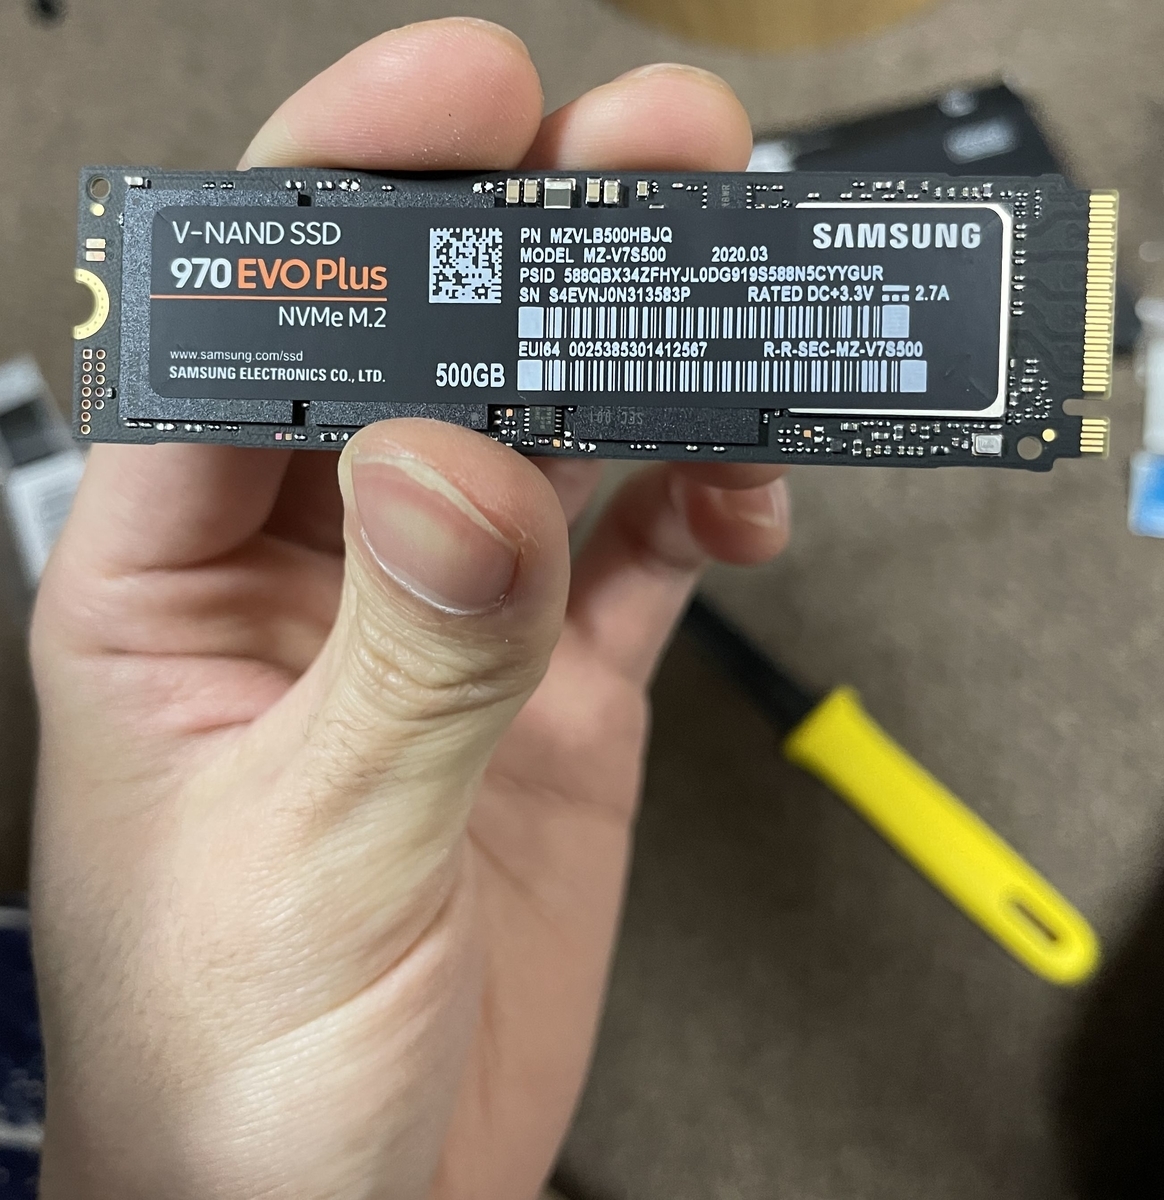 V-NAND SSD
970 EVO Plus
NVMe M.2
www.samsung.com/ssd
SAMSUNG ELECTRONICS CO., LTD.
500GB
PN MZVLB500HBJQ
MODEL MZ-V7S500 2020.03
PSID 588QBX34ZFHYJL0DG919S588N5CYYGUR
SN S4EVNJ0N313583P RATED DC+3.3V 2.7A
EUI64 0025385301412567 R-R-SEC-MZ-V7S500
SAMSUNG